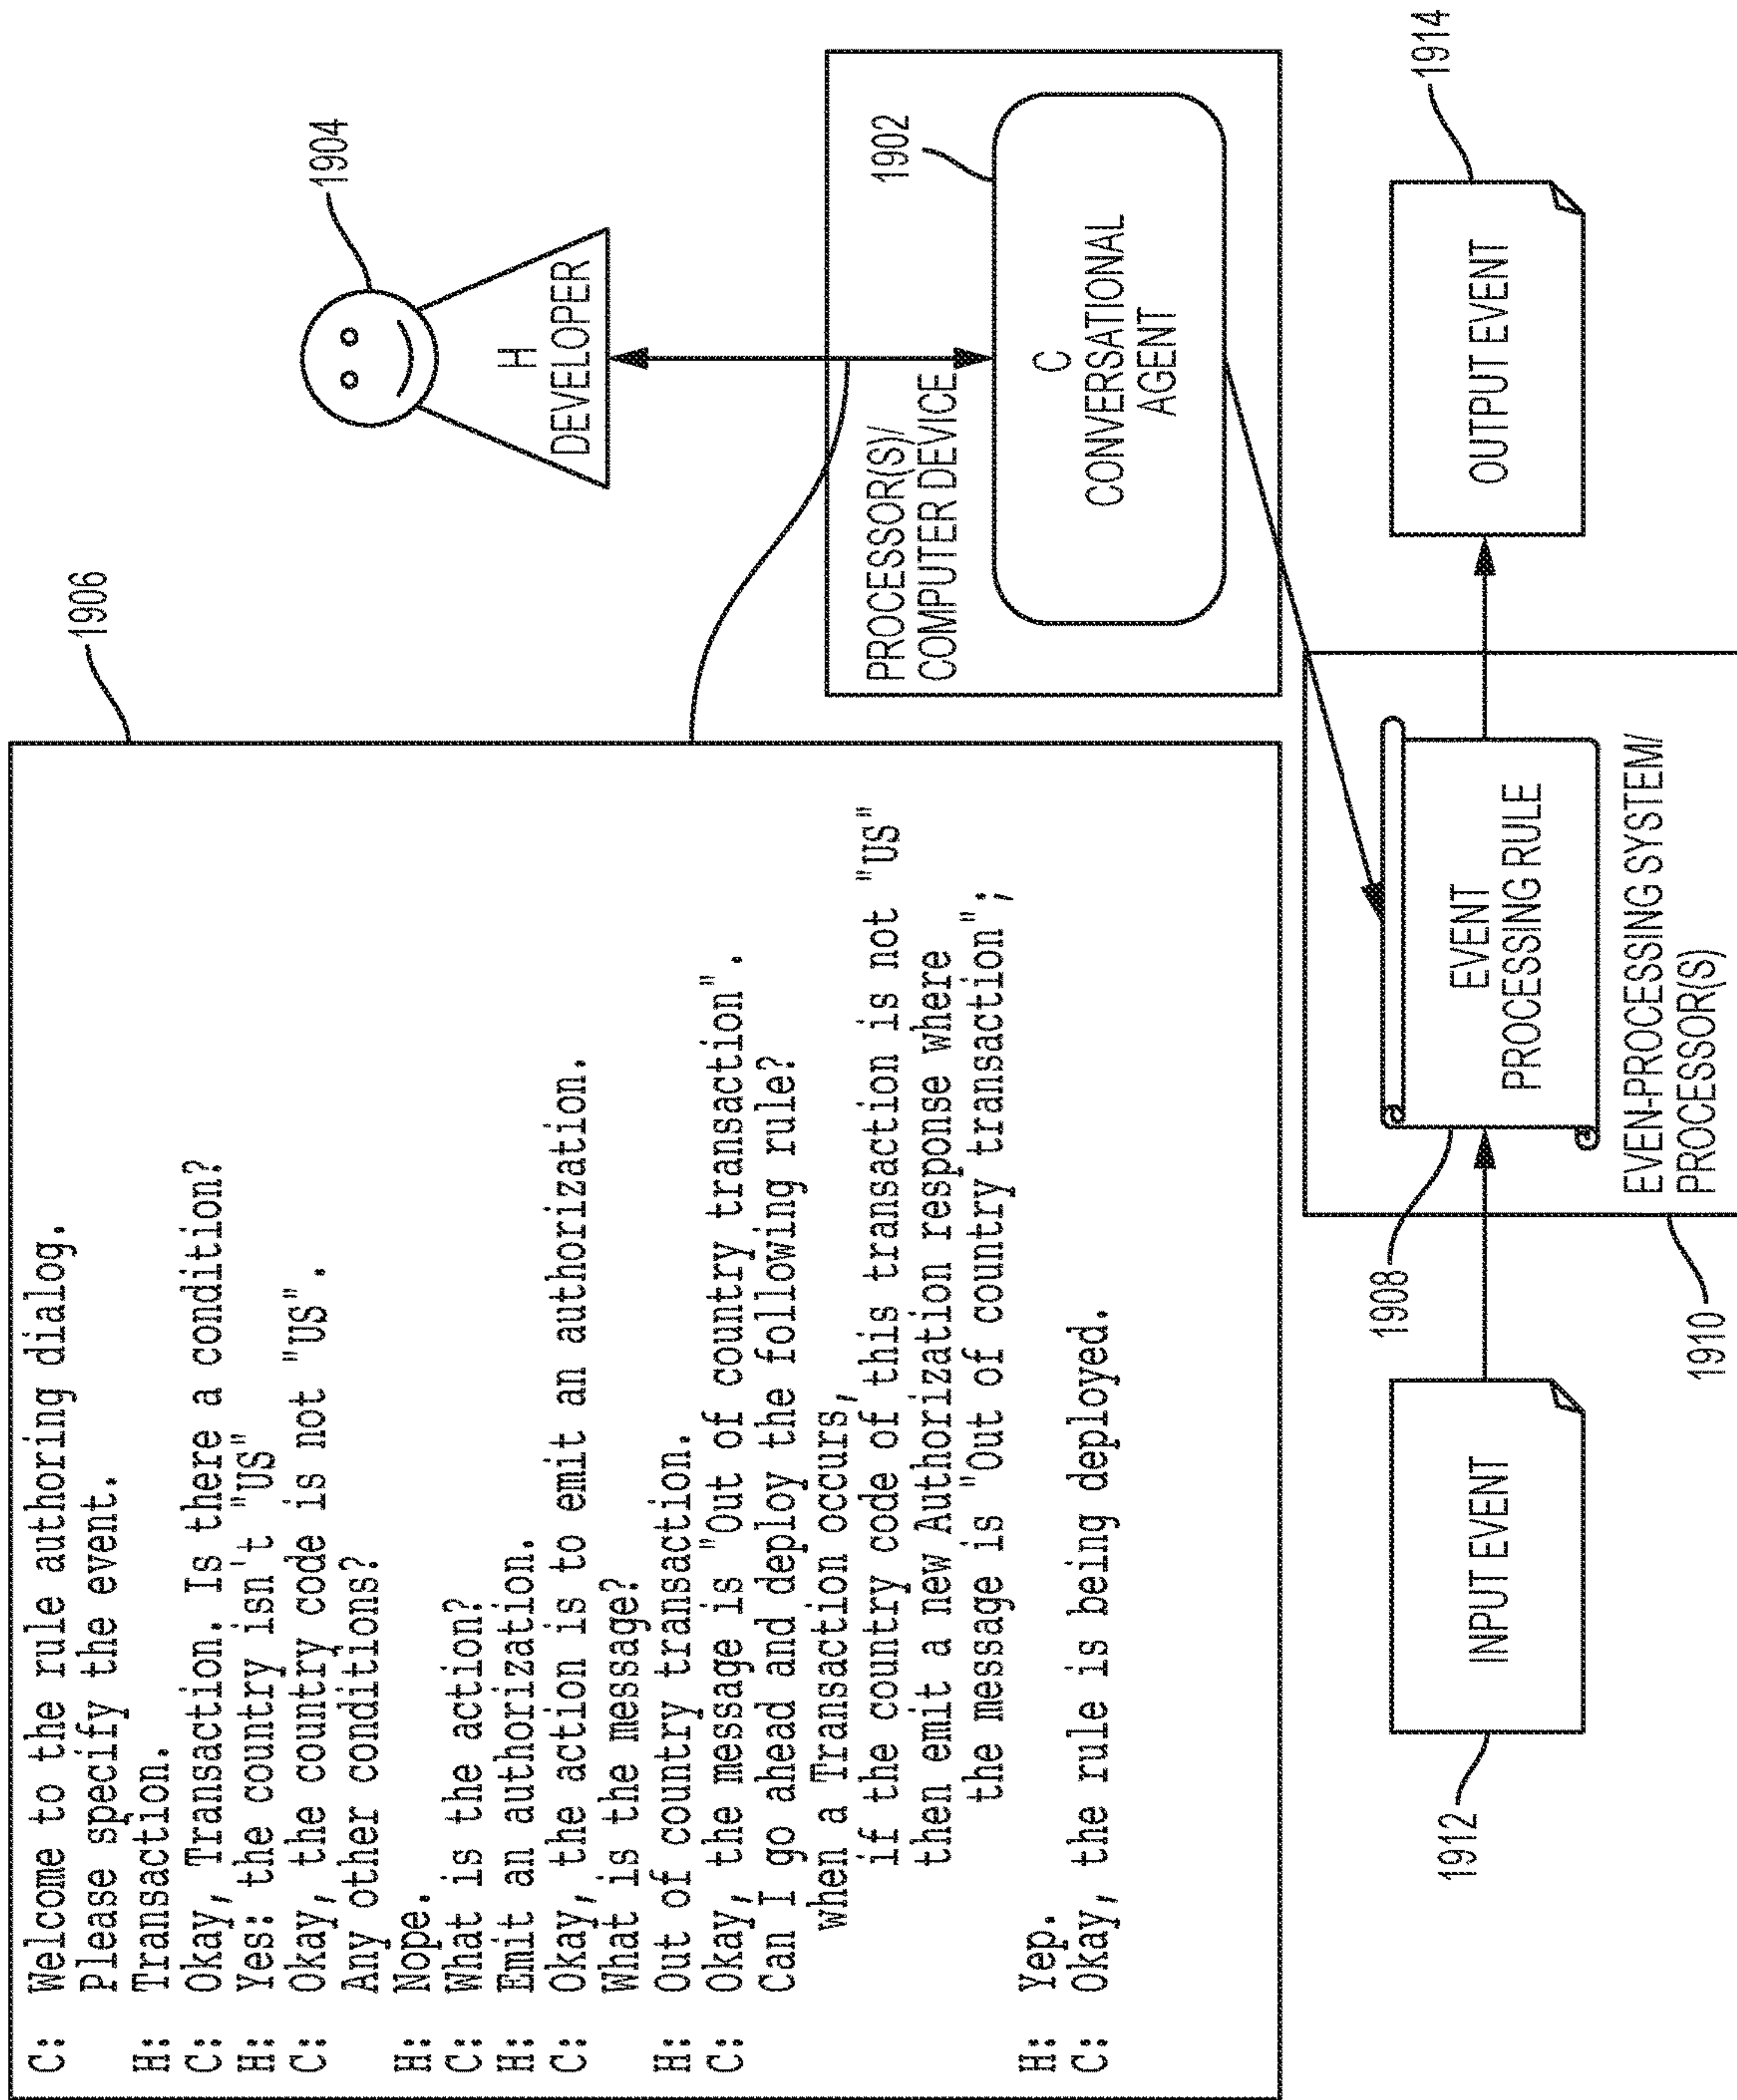 1906
C: Welcome to the rule authoring dialog.
Please specify the event.
H: Transaction.
C: Okay, Transaction. Is there a condition?
H: Yes: the country isn't "US"
C: Okay, the country code is not "US".
Any other conditions?
H: Nope.
C: What is the action?
H: Emit an authorization.
C: Okay, the action is to emit an authorization.
What is the message?
H: Out of country transaction.
C: Okay, the message is "Out of country transaction".
Can I go ahead and deploy the following rule?
when a Transaction occurs,
if the country code of this transaction is not "US"
then emit a new Authorization response where
the message is "Out of country transaction";
H: Yep.
C: Okay, the rule is being deployed.
1904
H
DEVELOPER
PROCESSOR(S)/
COMPUTER DEVICE
1902
C
CONVERSATIONAL
AGENT
1912
INPUT EVENT
1908
1910
EVENT
PROCESSING RULE
EVEN-PROCESSING SYSTEM/
PROCESSOR(S)
OUTPUT EVENT
1914